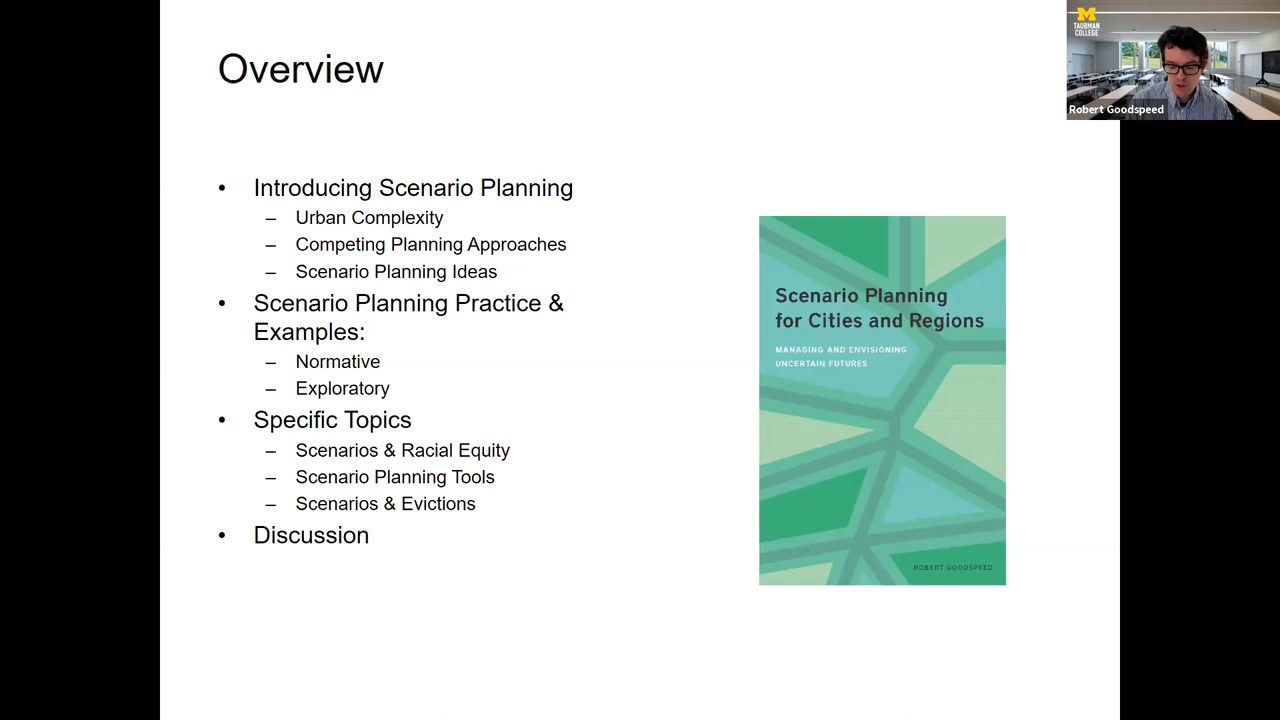 Overview
• Introducing Scenario Planning
– Urban Complexity
– Competing Planning Approaches
– Scenario Planning Ideas
• Scenario Planning Practice &
Examples:
– Normative
– Exploratory
• Specific Topics
– Scenarios & Racial Equity
– Scenario Planning Tools
– Scenarios & Evictions
• Discussion
Scenario Planning
for Cities and Regions
MANAGING AND ENVISIONING
UNCERTAIN FUTURES
ROBERT GOODSPEED
M
TAUBMAN
COLLEGE
Robert Goodspeed